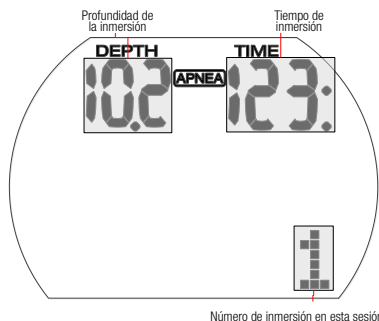 Profundidad de
la inmersión
Tiempo de
inmersión
DEPTH
TIME
10.2
APNEA
123:
1
Número de inmersión en esta sesión